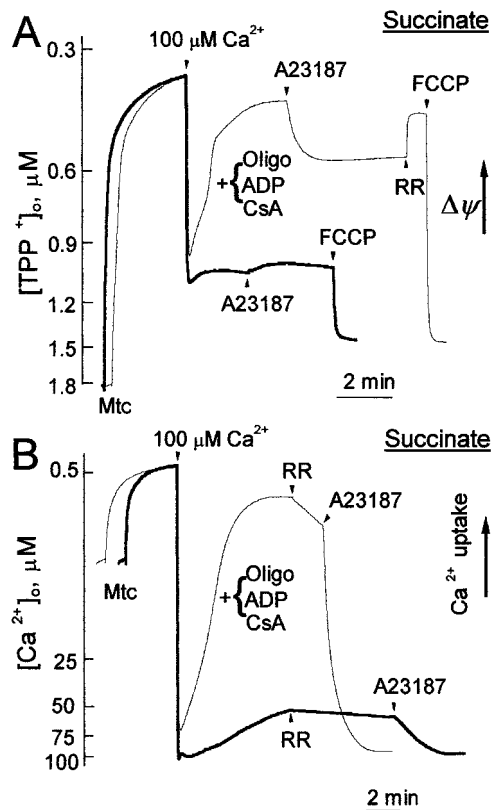 A
Succinate
100 µM Ca²⁺
0.3
A23187
FCCP
0.6
+{Oligo
ADP
CsA
RR
Δψ
[TPP⁺]ₒ, µM
0.9
FCCP
1.2
A23187
1.5
1.8
2 min
Mtc
B
100 µM Ca²⁺
Succinate
0.5
RR
A23187
Mtc
+{Oligo
ADP
CsA
Ca²⁺ uptake
[Ca²⁺]ₒ, µM
25
50
A23187
75
RR
100
2 min